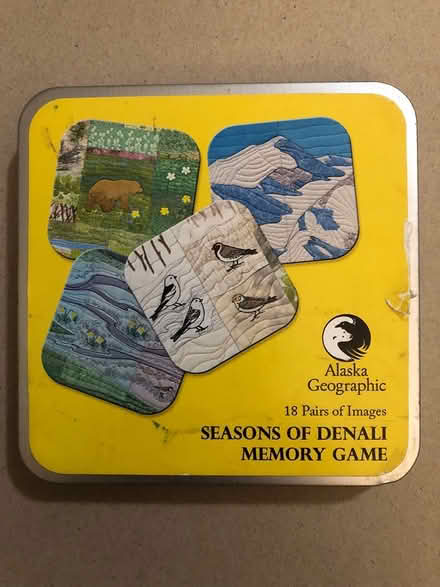 Alaska
Geographic
18 Pairs of Images
SEASONS OF DENALI
MEMORY GAME